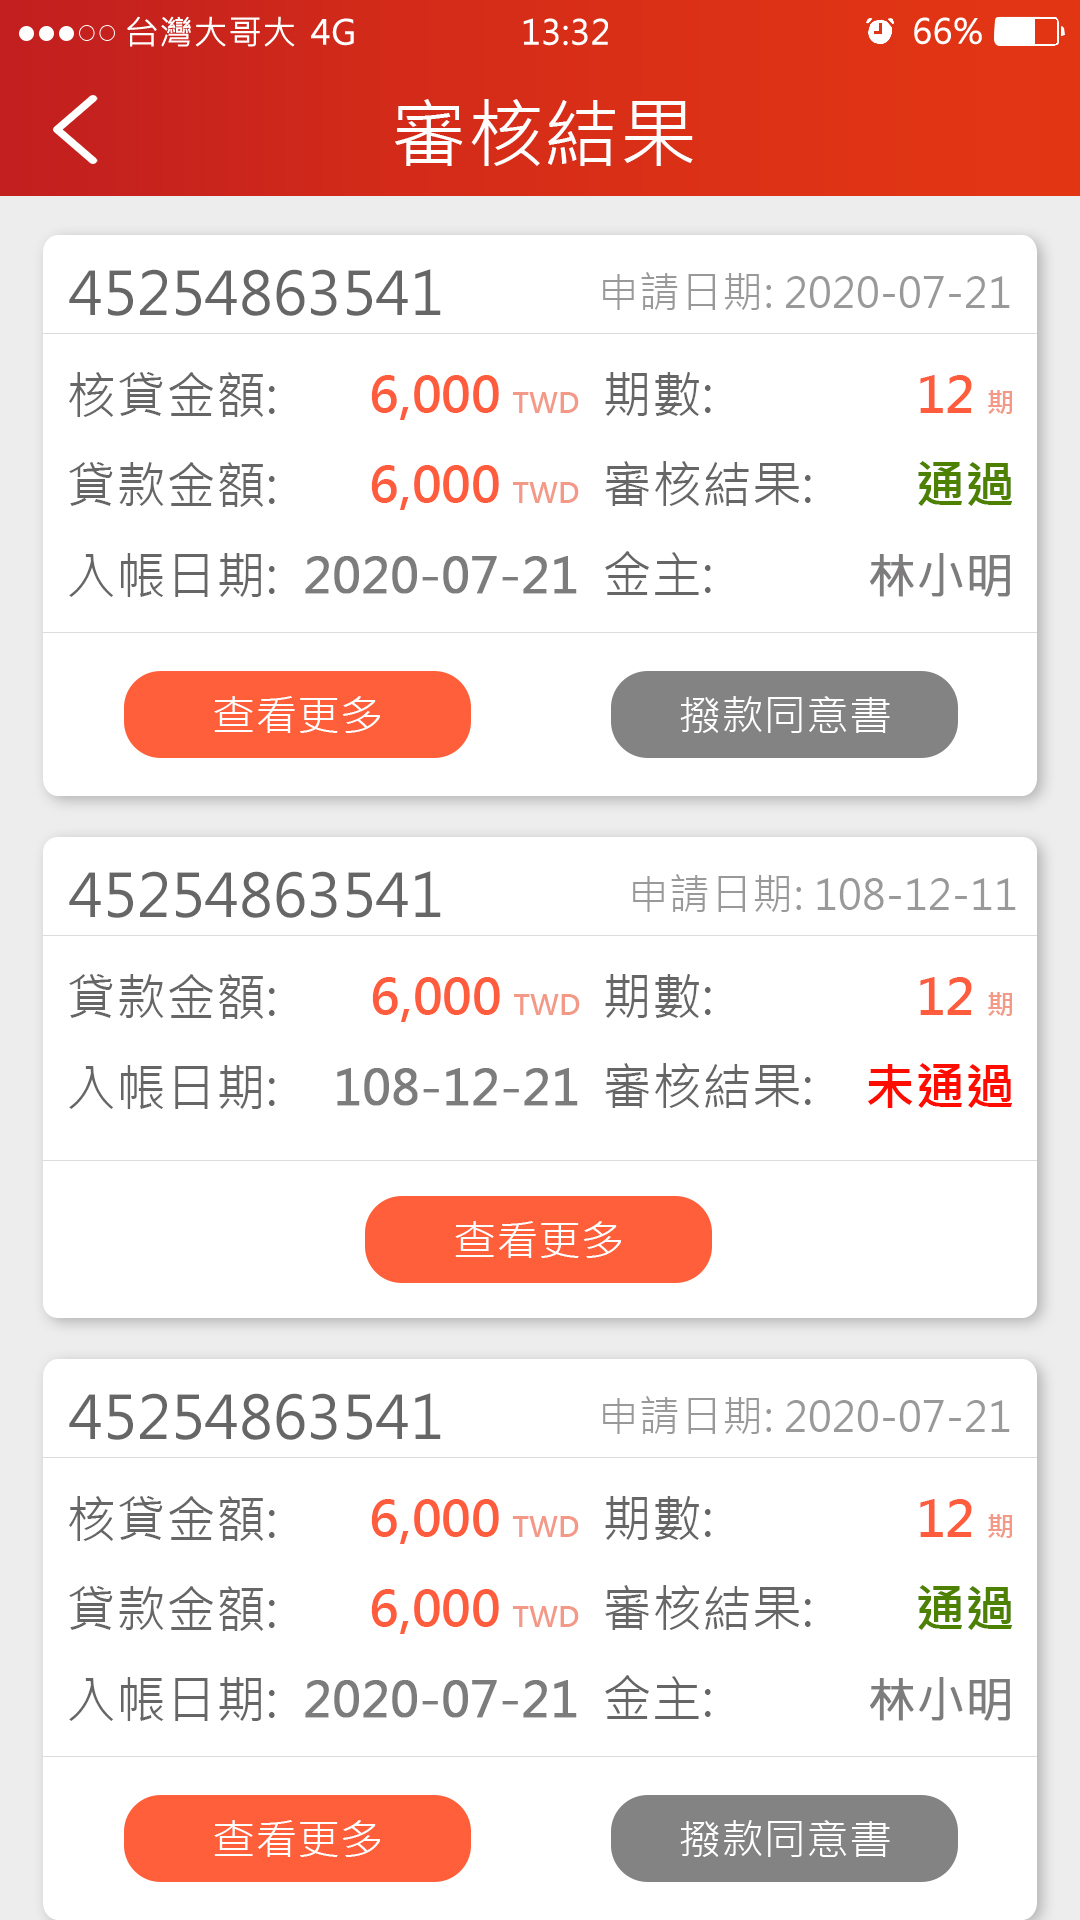 台灣大哥大 4G 13:32 66%
審核結果
45254863541 申請日期: 2020-07-21
核貸金額: 6,000 TWD 期數: 12 期
貸款金額: 6,000 TWD 審核結果: 通過
入帳日期: 2020-07-21 金主: 林小明
查看更多 撥款同意書
45254863541 申請日期: 108-12-11
貸款金額: 6,000 TWD 期數: 12 期
入帳日期: 108-12-21 審核結果: 未通過
查看更多
45254863541 申請日期: 2020-07-21
核貸金額: 6,000 TWD 期數: 12 期
貸款金額: 6,000 TWD 審核結果: 通過
入帳日期: 2020-07-21 金主: 林小明
查看更多 撥款同意書